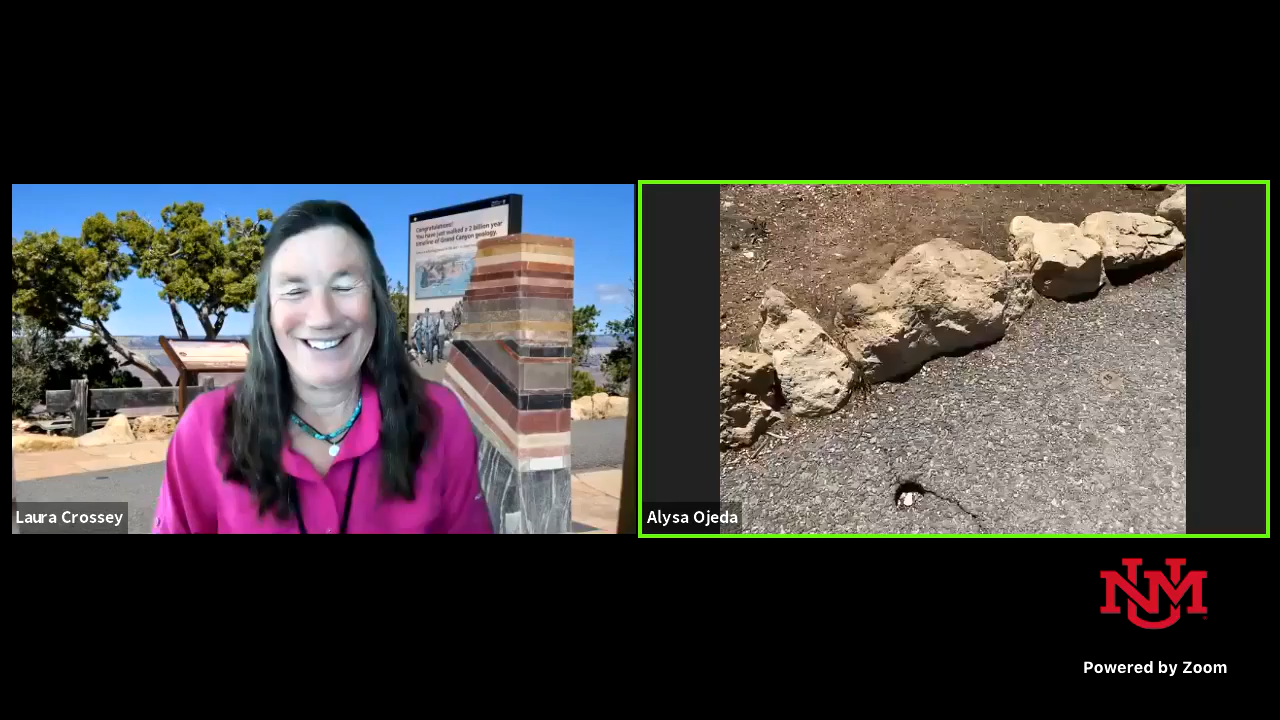 Congratulations!
You have just walked a 2 billion year
timeline of Grand Canyon geology.
Laura Crossey
Alysa Ojeda
UNM
Powered by Zoom